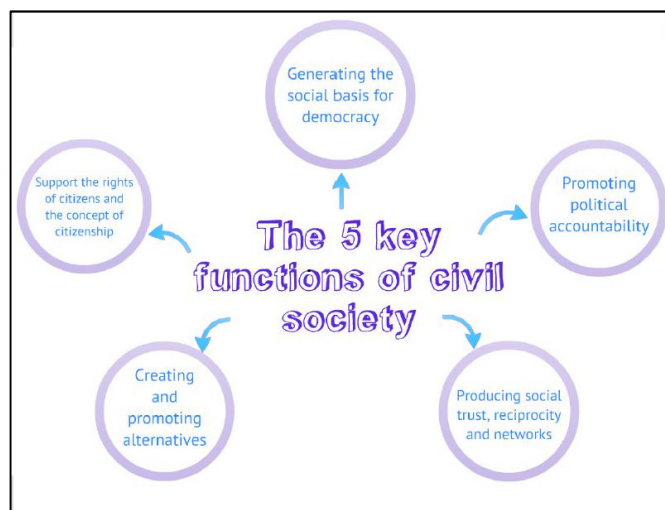 Generating the
social basis for
democracy
Support the rights
of citizens and
the concept of
citizenship
Promoting
political
accountability
The 5 key
functions of civil
society
Creating
and
promoting
alternatives
Producing social
trust, reciprocity
and networks